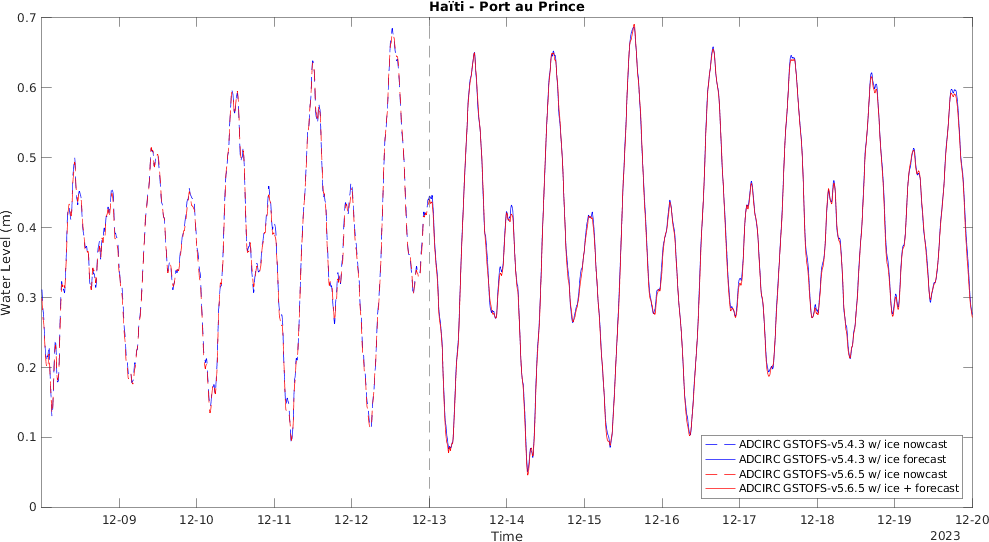 Haïti - Port au Prince
Water Level (m)
0.7
0.6
0.5
0.4
0.3
0.2
0.1
0
12-09 12-10 12-11 12-12 12-13 12-14 12-15 12-16 12-17 12-18 12-19 12-20
Time
2023
ADCIRC GSTOFS-v5.4.3 w/ ice nowcast
ADCIRC GSTOFS-v5.4.3 w/ ice forecast
ADCIRC GSTOFS-v5.6.5 w/ ice nowcast
ADCIRC GSTOFS-v5.6.5 w/ ice + forecast